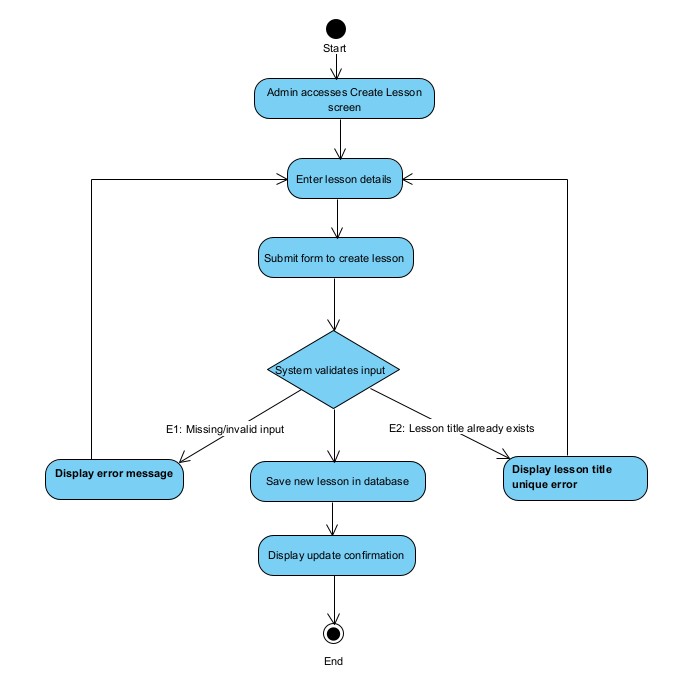 Start
Admin accesses Create Lesson
screen
Enter lesson details
Submit form to create lesson
System validates input
E1: Missing/invalid input
E2: Lesson title already exists
Display error message
Save new lesson in database
Display lesson title
unique error
Display update confirmation
End